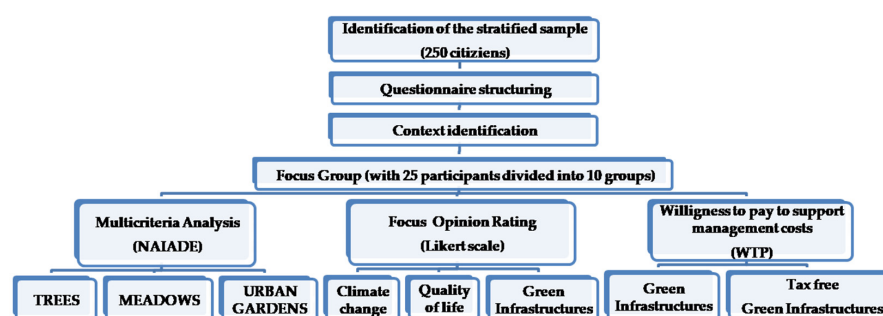 Identification of the stratified sample
(250 citiziens)
Questionnaire structuring
Context identification
Focus Group (with 25 participants divided into 10 groups)
Multicriteria Analysis
(NAIADE)
Focus Opinion Rating
(Likert scale)
Willigness to pay to support
management costs
(WTP)
TREES
MEADOWS
URBAN
GARDENS
Climate
change
Quality
of life
Green
Infrastructures
Green
Infrastructures
Tax free
Green Infrastructures